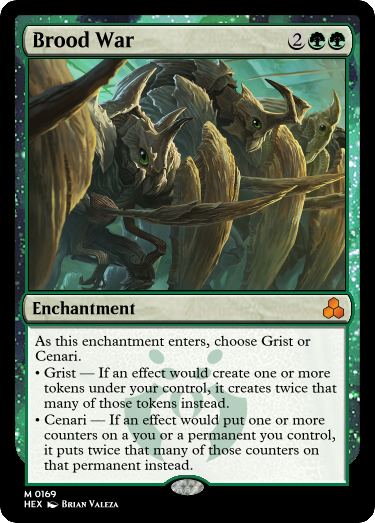 Brood War 2
Enchantment
As this enchantment enters, choose Grist or
Cenari.
• Grist — If an effect would create one or more
tokens under your control, it creates twice that
many of those tokens instead.
• Cenari — If an effect would put one or more
counters on a you or a permanent you control,
it puts twice that many of those counters on
that permanent instead.
M 0169
HEX Brian Valeza